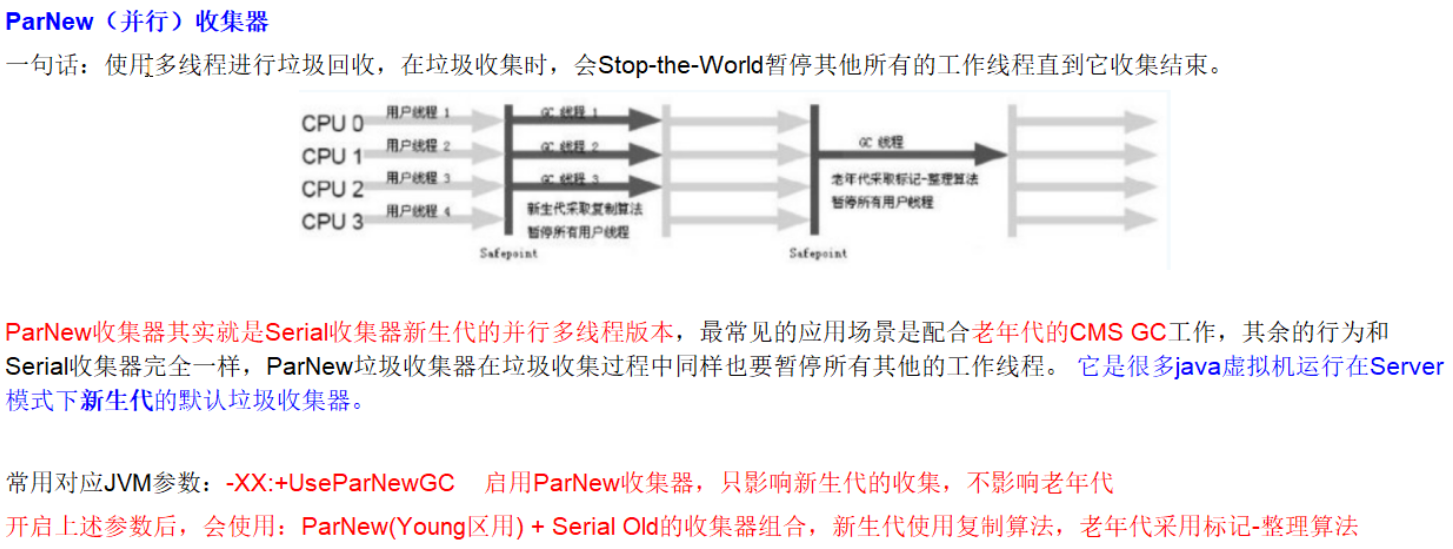 ParNew（并行）收集器
一句话：使用多线程进行垃圾回收，在垃圾收集时，会Stop-the-World暂停其他所有的工作线程直到它收集结束。
CPU 0 用户线程 1 GC 线程 1
CPU 1 用户线程 2 GC 线程 2 GC 线程
CPU 2 用户线程 3 GC 线程 3 老年代采取标记-整理算法
CPU 3 用户线程 4 新生代采取复制算法 暂停所有用户线程
暂停所有用户线程
Safepoint Safepoint
ParNew收集器其实就是Serial收集器新生代的并行多线程版本，最常见的应用场景是配合老年代的CMS GC工作，其余的行为和
Serial收集器完全一样，ParNew垃圾收集器在垃圾收集过程中同样也要暂停所有其他的工作线程。 它是很多java虚拟机运行在Server
模式下新生代的默认垃圾收集器。
常用对应JVM参数：-XX:+UseParNewGC 启用ParNew收集器，只影响新生代的收集，不影响老年代
开启上述参数后，会使用：ParNew(Young区用) + Serial Old的收集器组合，新生代使用复制算法，老年代采用标记-整理算法